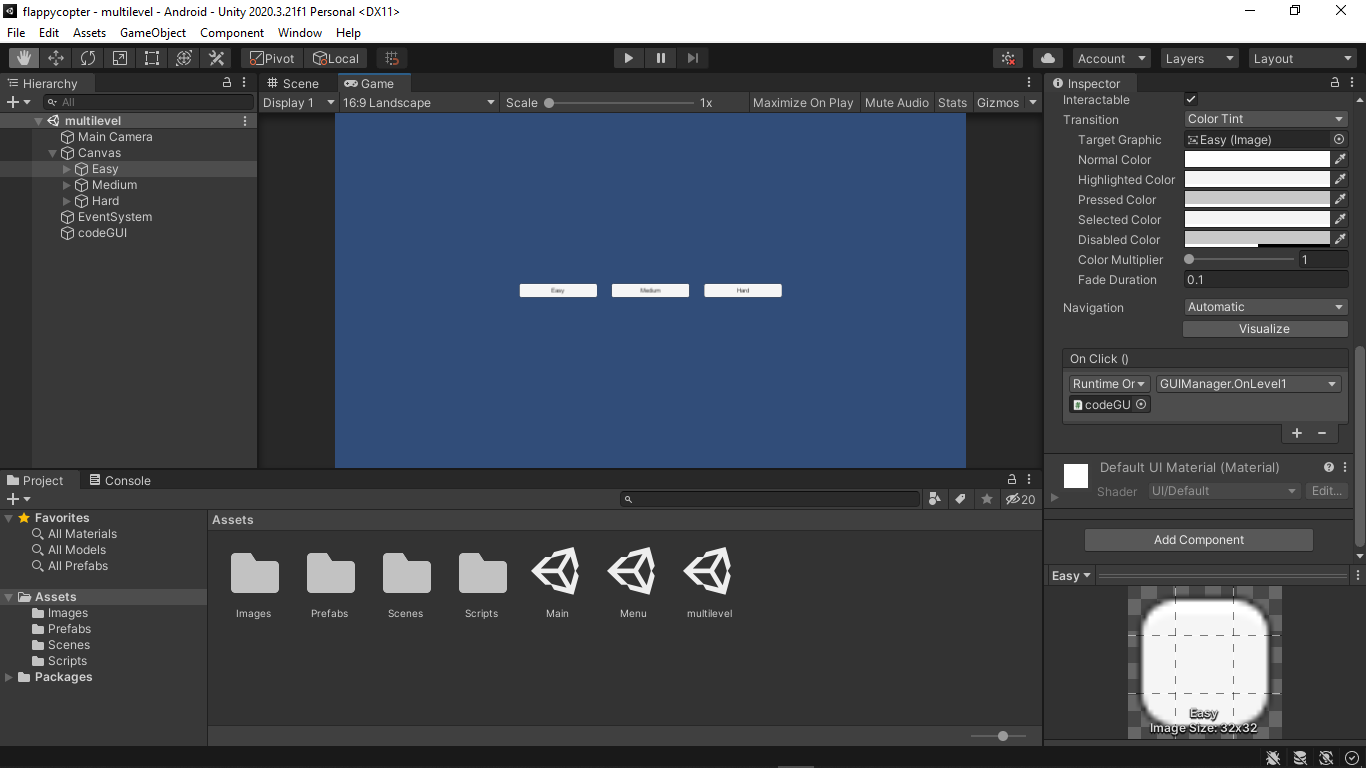 flappycopter - multilevel - Android - Unity 2020.3.21f1 Personal <DX11>
File Edit Assets GameObject Component Window Help
Pivot Local Account Layers Layout
Hierarchy
All
multilevel
Main Camera
Canvas
Easy
Medium
Hard
EventSystem
codeGUI
Scene Game
Display 1 16:9 Landscape Scale 1x Maximize On Play Mute Audio Stats Gizmos
Easy Medium Hard
Inspector
Interactable
Transition Color Tint
Target Graphic Easy (Image)
Normal Color
Highlighted Color
Pressed Color
Selected Color
Disabled Color
Color Multiplier 1
Fade Duration 0.1
Navigation Automatic
Visualize
On Click ()
Runtime Or GUIManager.OnLevel1
codeGU
Default UI Material (Material)
Shader UI/Default Edit...
Add Component
Easy
Easy
Image Size: 32x32
Project Console
20
Favorites
All Materials
All Models
All Prefabs
Assets
Images
Prefabs
Scenes
Scripts
Packages
Assets
Images Prefabs Scenes Scripts Main Menu multilevel